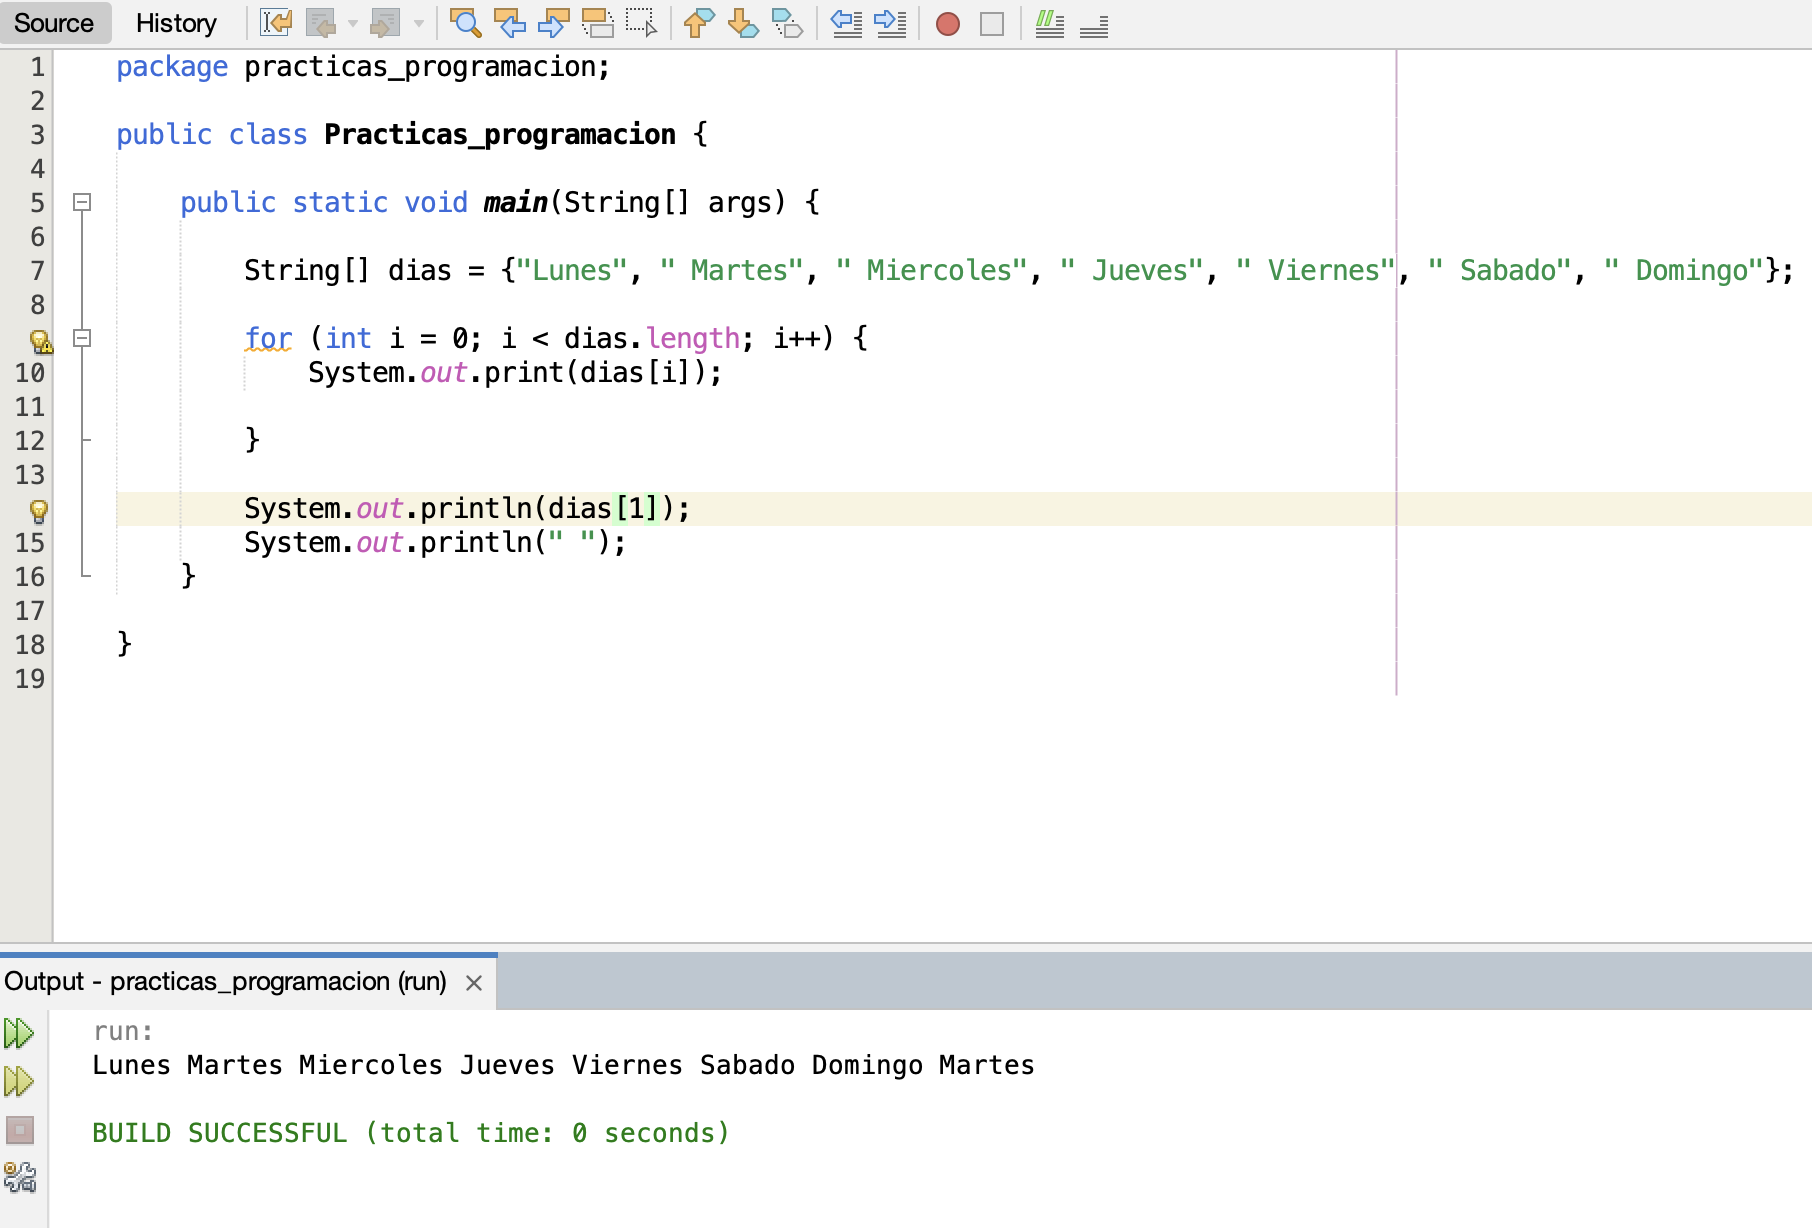 Source History
1 package practicas_programacion;
2
3 public class Practicas_programacion {
4
5 public static void main(String[] args) {
6
7 String[] dias = {"Lunes", " Martes", " Miercoles", " Jueves", " Viernes", " Sabado", " Domingo"};
8
for (int i = 0; i < dias.length; i++) {
10 System.out.print(dias[i]);
11
12 }
13
System.out.println(dias[1]);
15 System.out.println(" ");
16 }
17
18 }
19
Output - practicas_programacion (run)
run:
Lunes Martes Miercoles Jueves Viernes Sabado Domingo Martes
BUILD SUCCESSFUL (total time: 0 seconds)